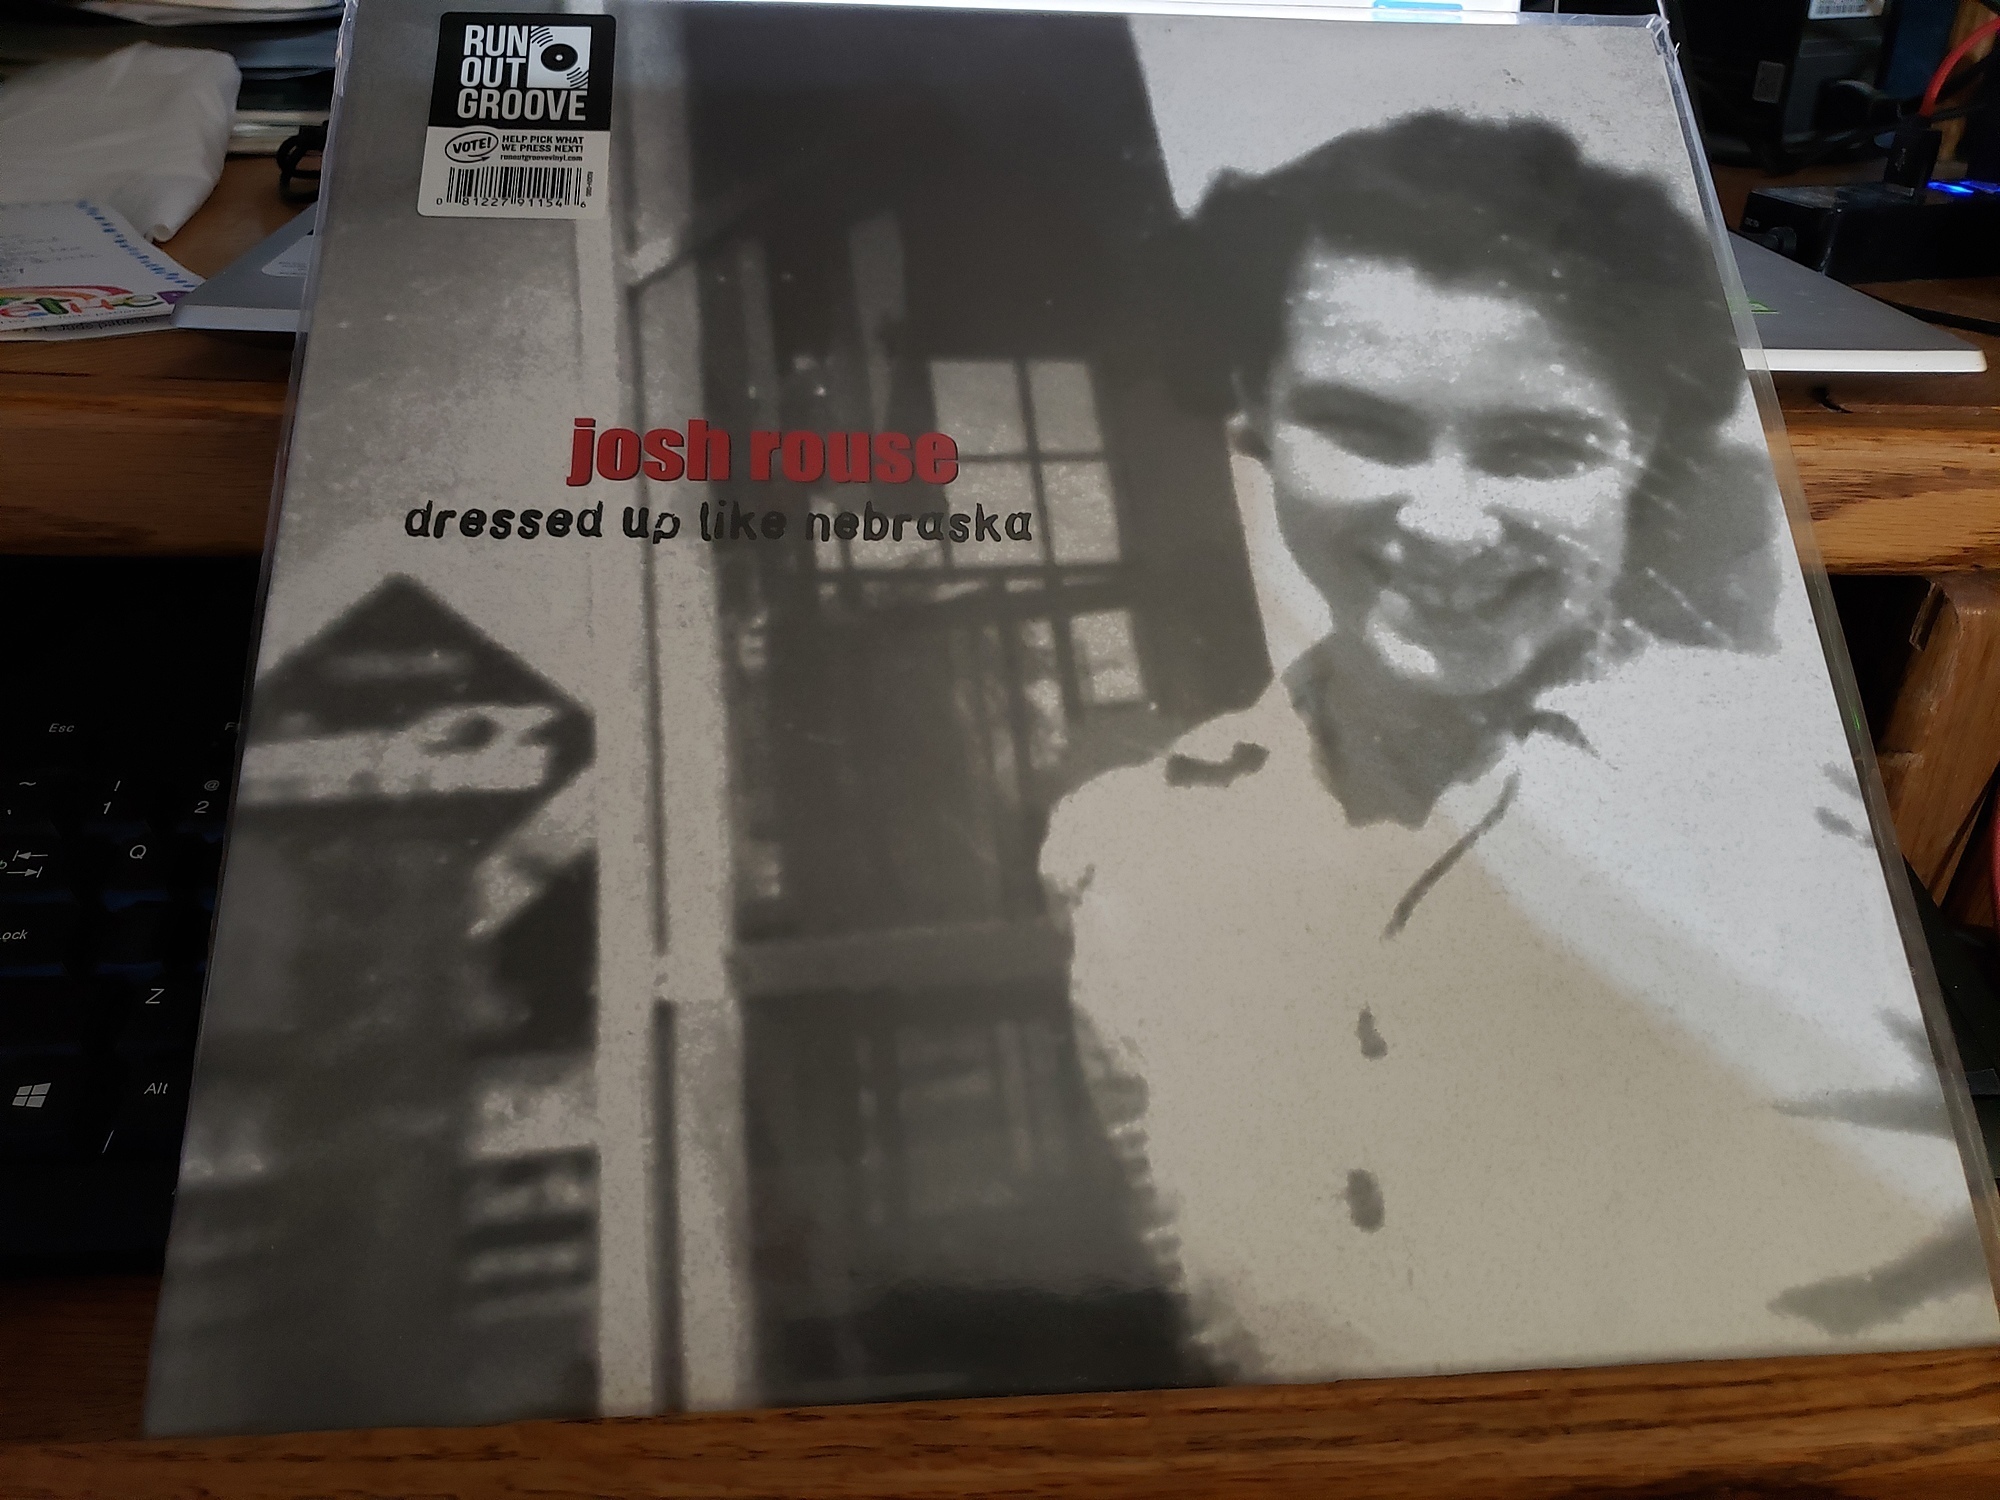 RUN
OUT
GROOVE
VOTE!
HELP PICK WHAT
WE PRESS NEXT!
runoutgroovevinyl.com
0 81227 91154 6
josh rouse
dressed up like nebraska
Esc
~
! 1
@ 2
Q
Lock
Z
Alt
/